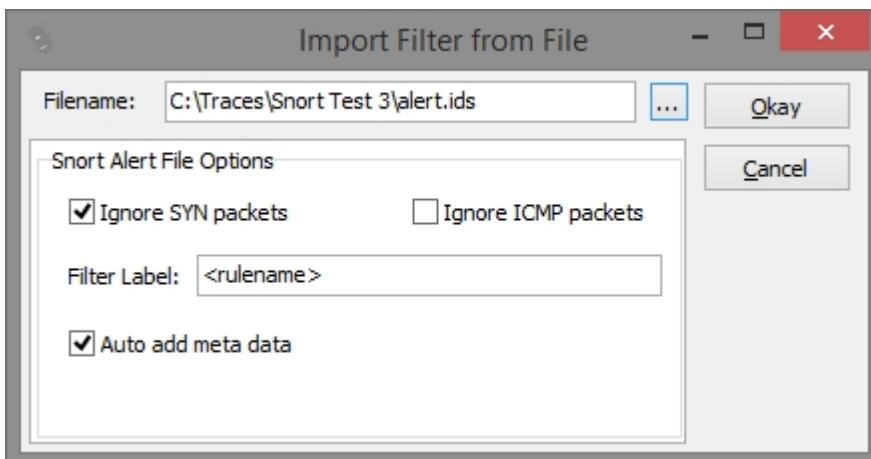 Import Filter from File
Filename: C:\Traces\Snort Test 3\alert.ids ... Okay
Cancel
Snort Alert File Options
Ignore SYN packets Ignore ICMP packets
Filter Label: <rulename>
Auto add meta data